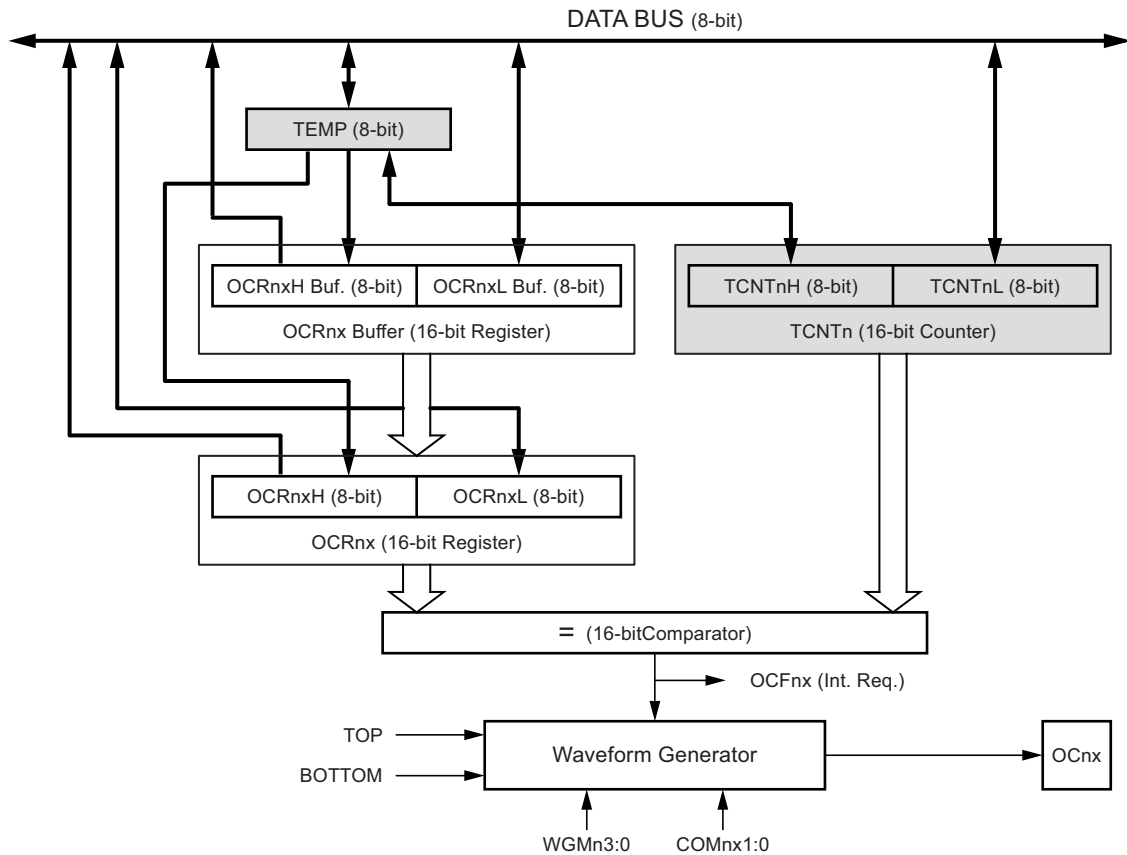 DATA BUS (8-bit)
TEMP (8-bit)
OCRnxH Buf. (8-bit)
OCRnxL Buf. (8-bit)
OCRnx Buffer (16-bit Register)
TCNTnH (8-bit)
TCNTnL (8-bit)
TCNTn (16-bit Counter)
OCRnxH (8-bit)
OCRnxL (8-bit)
OCRnx (16-bit Register)
= (16-bitComparator)
OCFnx (Int. Req.)
TOP
BOTTOM
Waveform Generator
OCnx
WGMn3:0
COMnx1:0